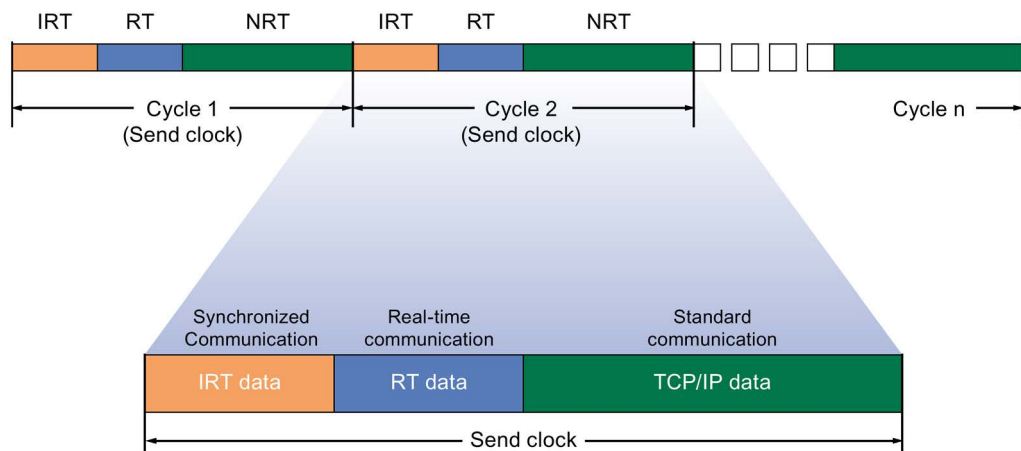 IRT RT NRT IRT RT NRT
Cycle 1 Cycle 2 Cycle n
(Send clock) (Send clock)
Synchronized Real-time Standard
Communication communication communication
IRT data RT data TCP/IP data
Send clock